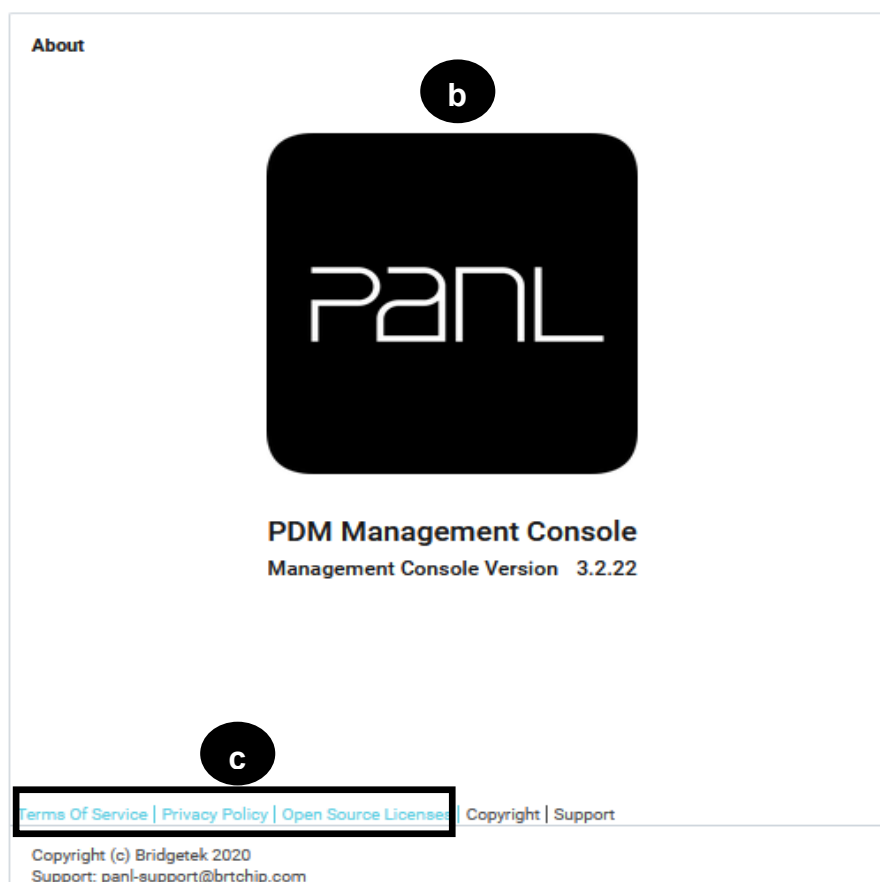 About
b
PanL
PDM Management Console
Management Console Version 3.2.22
c
Terms Of Service | Privacy Policy | Open Source Licenses | Copyright | Support
Copyright (c) Bridgetek 2020
Support: panl-support@brtchip.com